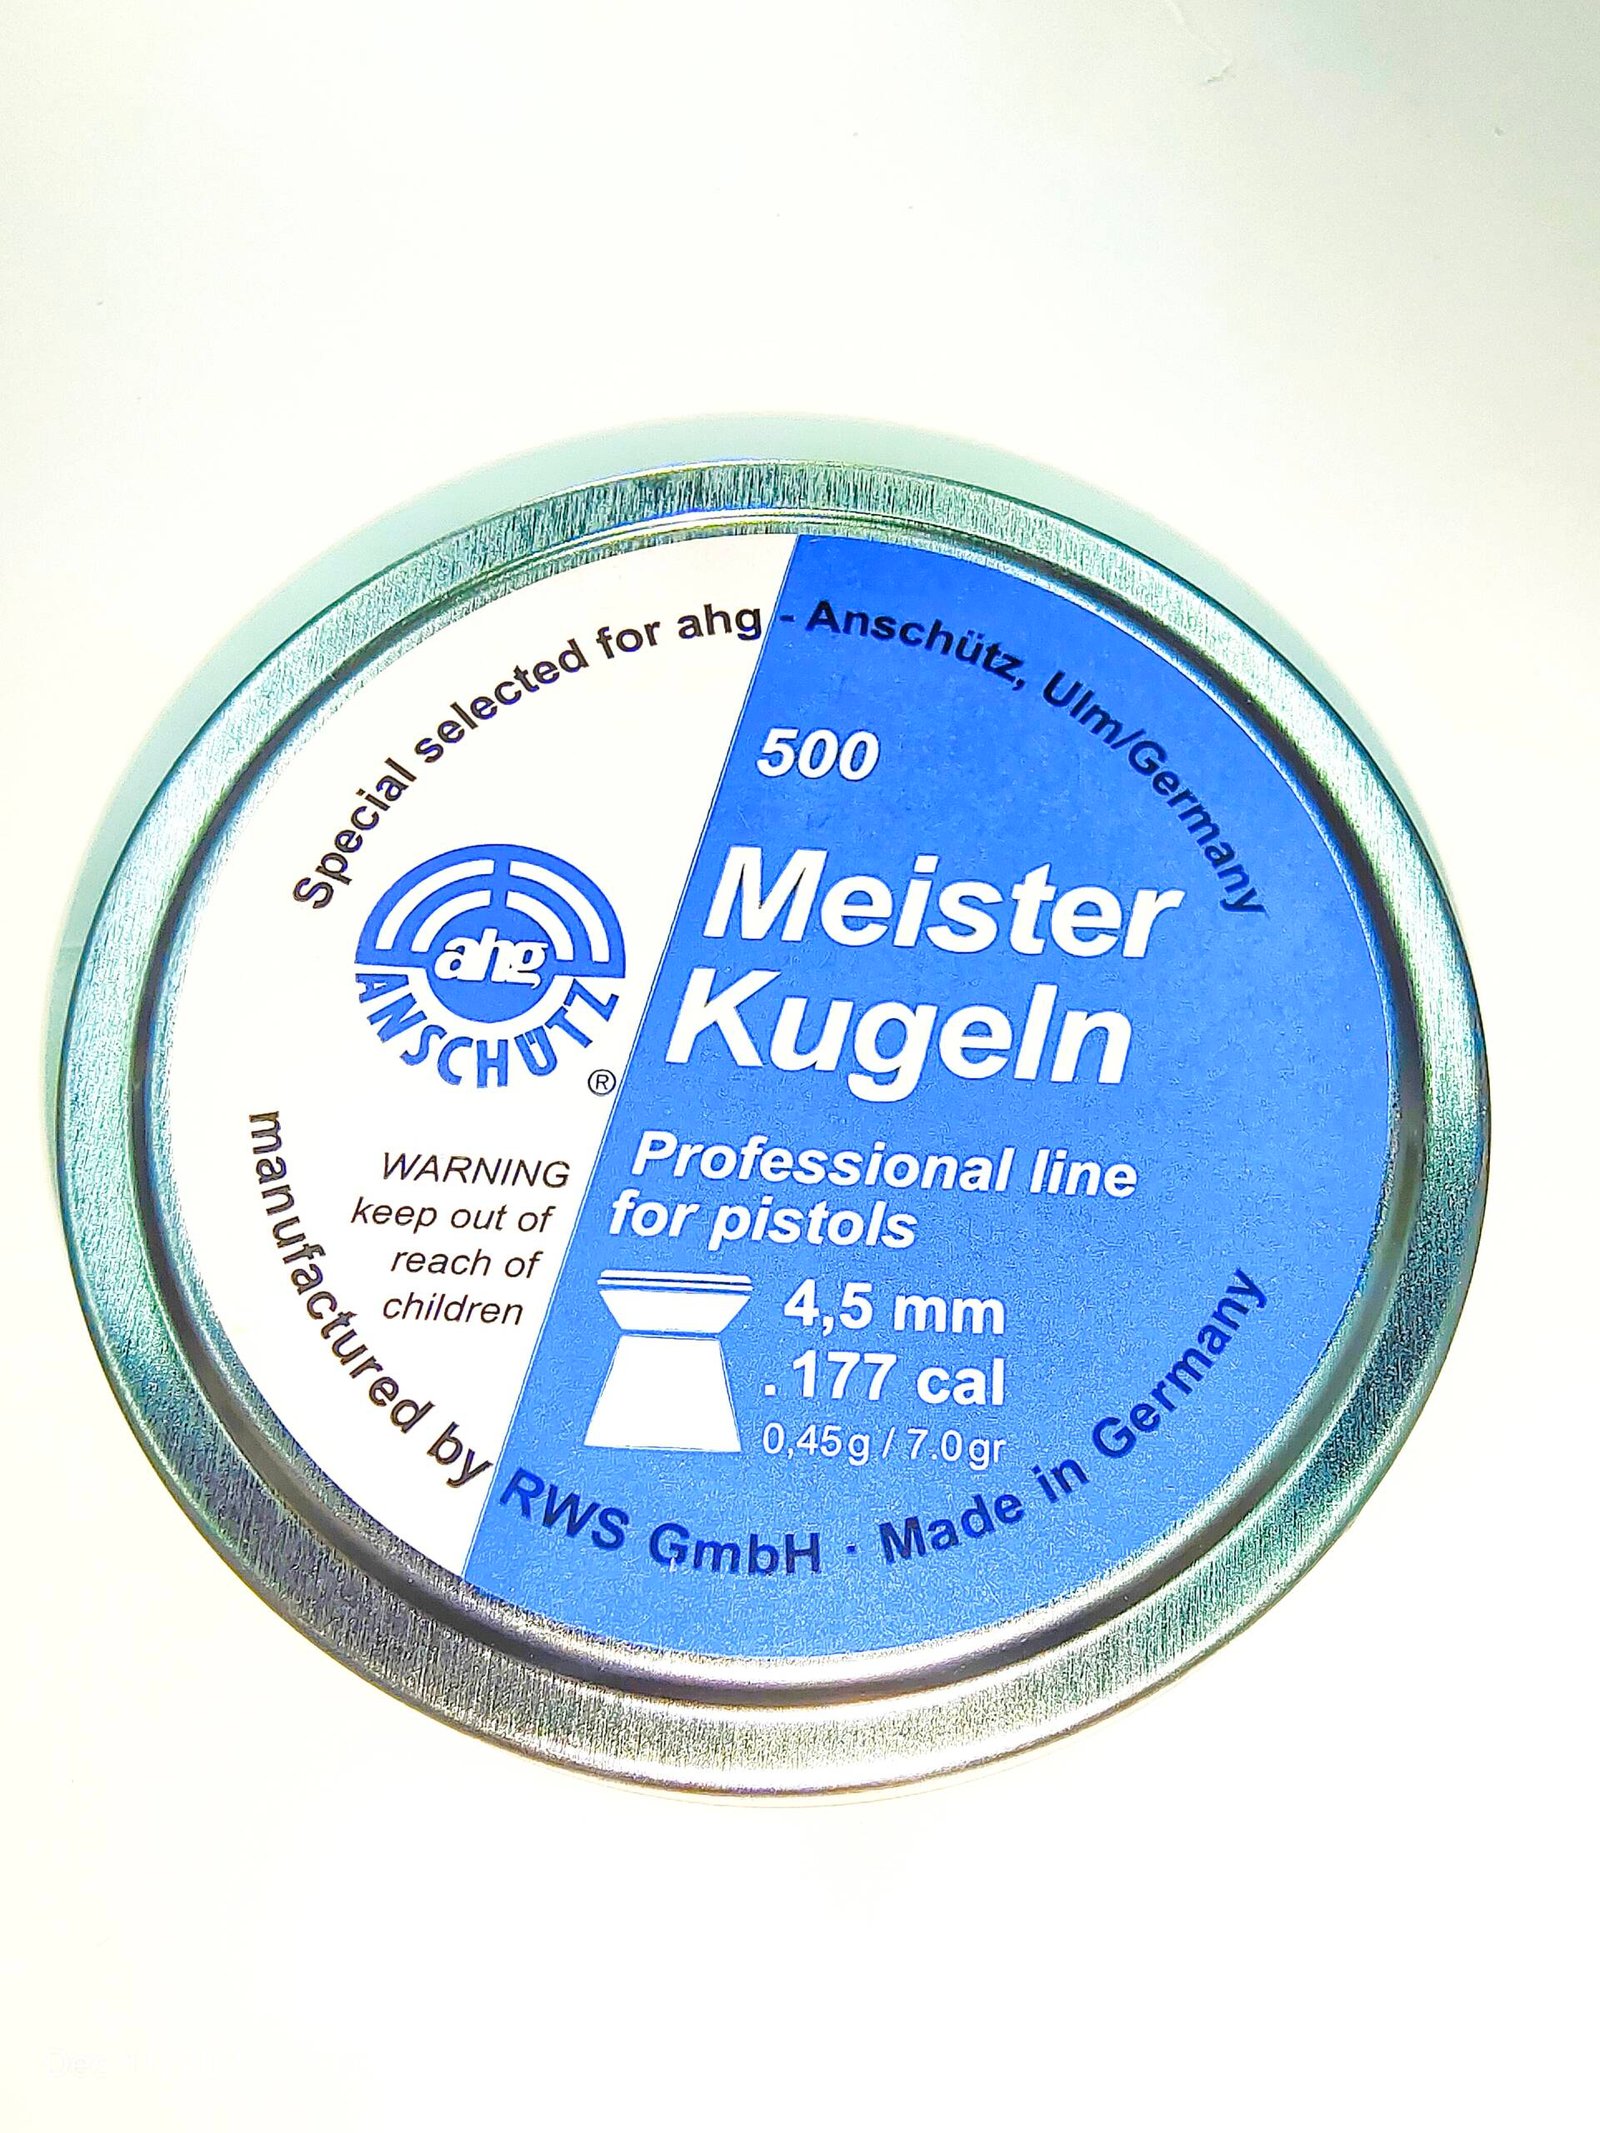 Special selected for ahg - Anschütz, Ulm/Germany
500
Meister
Kugeln
ahg
ANSCHÜTZ
®
Professional line
for pistols
WARNING
keep out of
reach of
children
4,5 mm
.177 cal
0,45g / 7.0gr
manufactured by RWS GmbH · Made in Germany